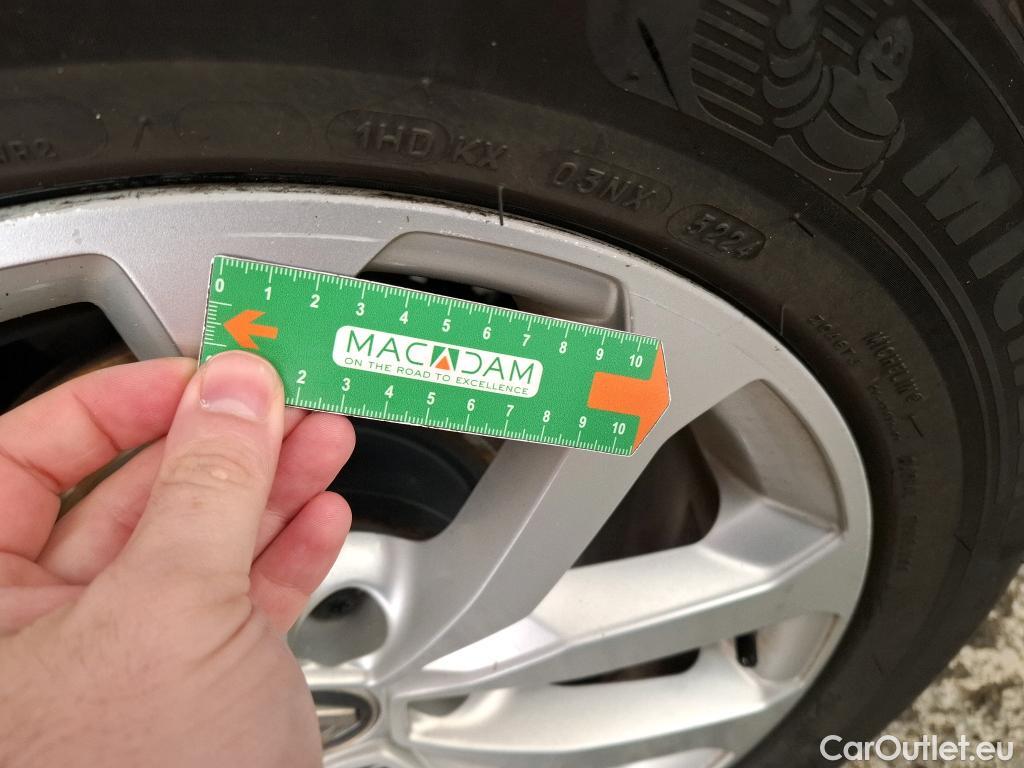 1HD KX
03NX
5224
MICHELIN
0 1 2 3 4 5 6 7 8 9 10
MACADAM
ON THE ROAD TO EXCELLENCE
2 3 4 5 6 7 8 9 10
CarOutlet.eu